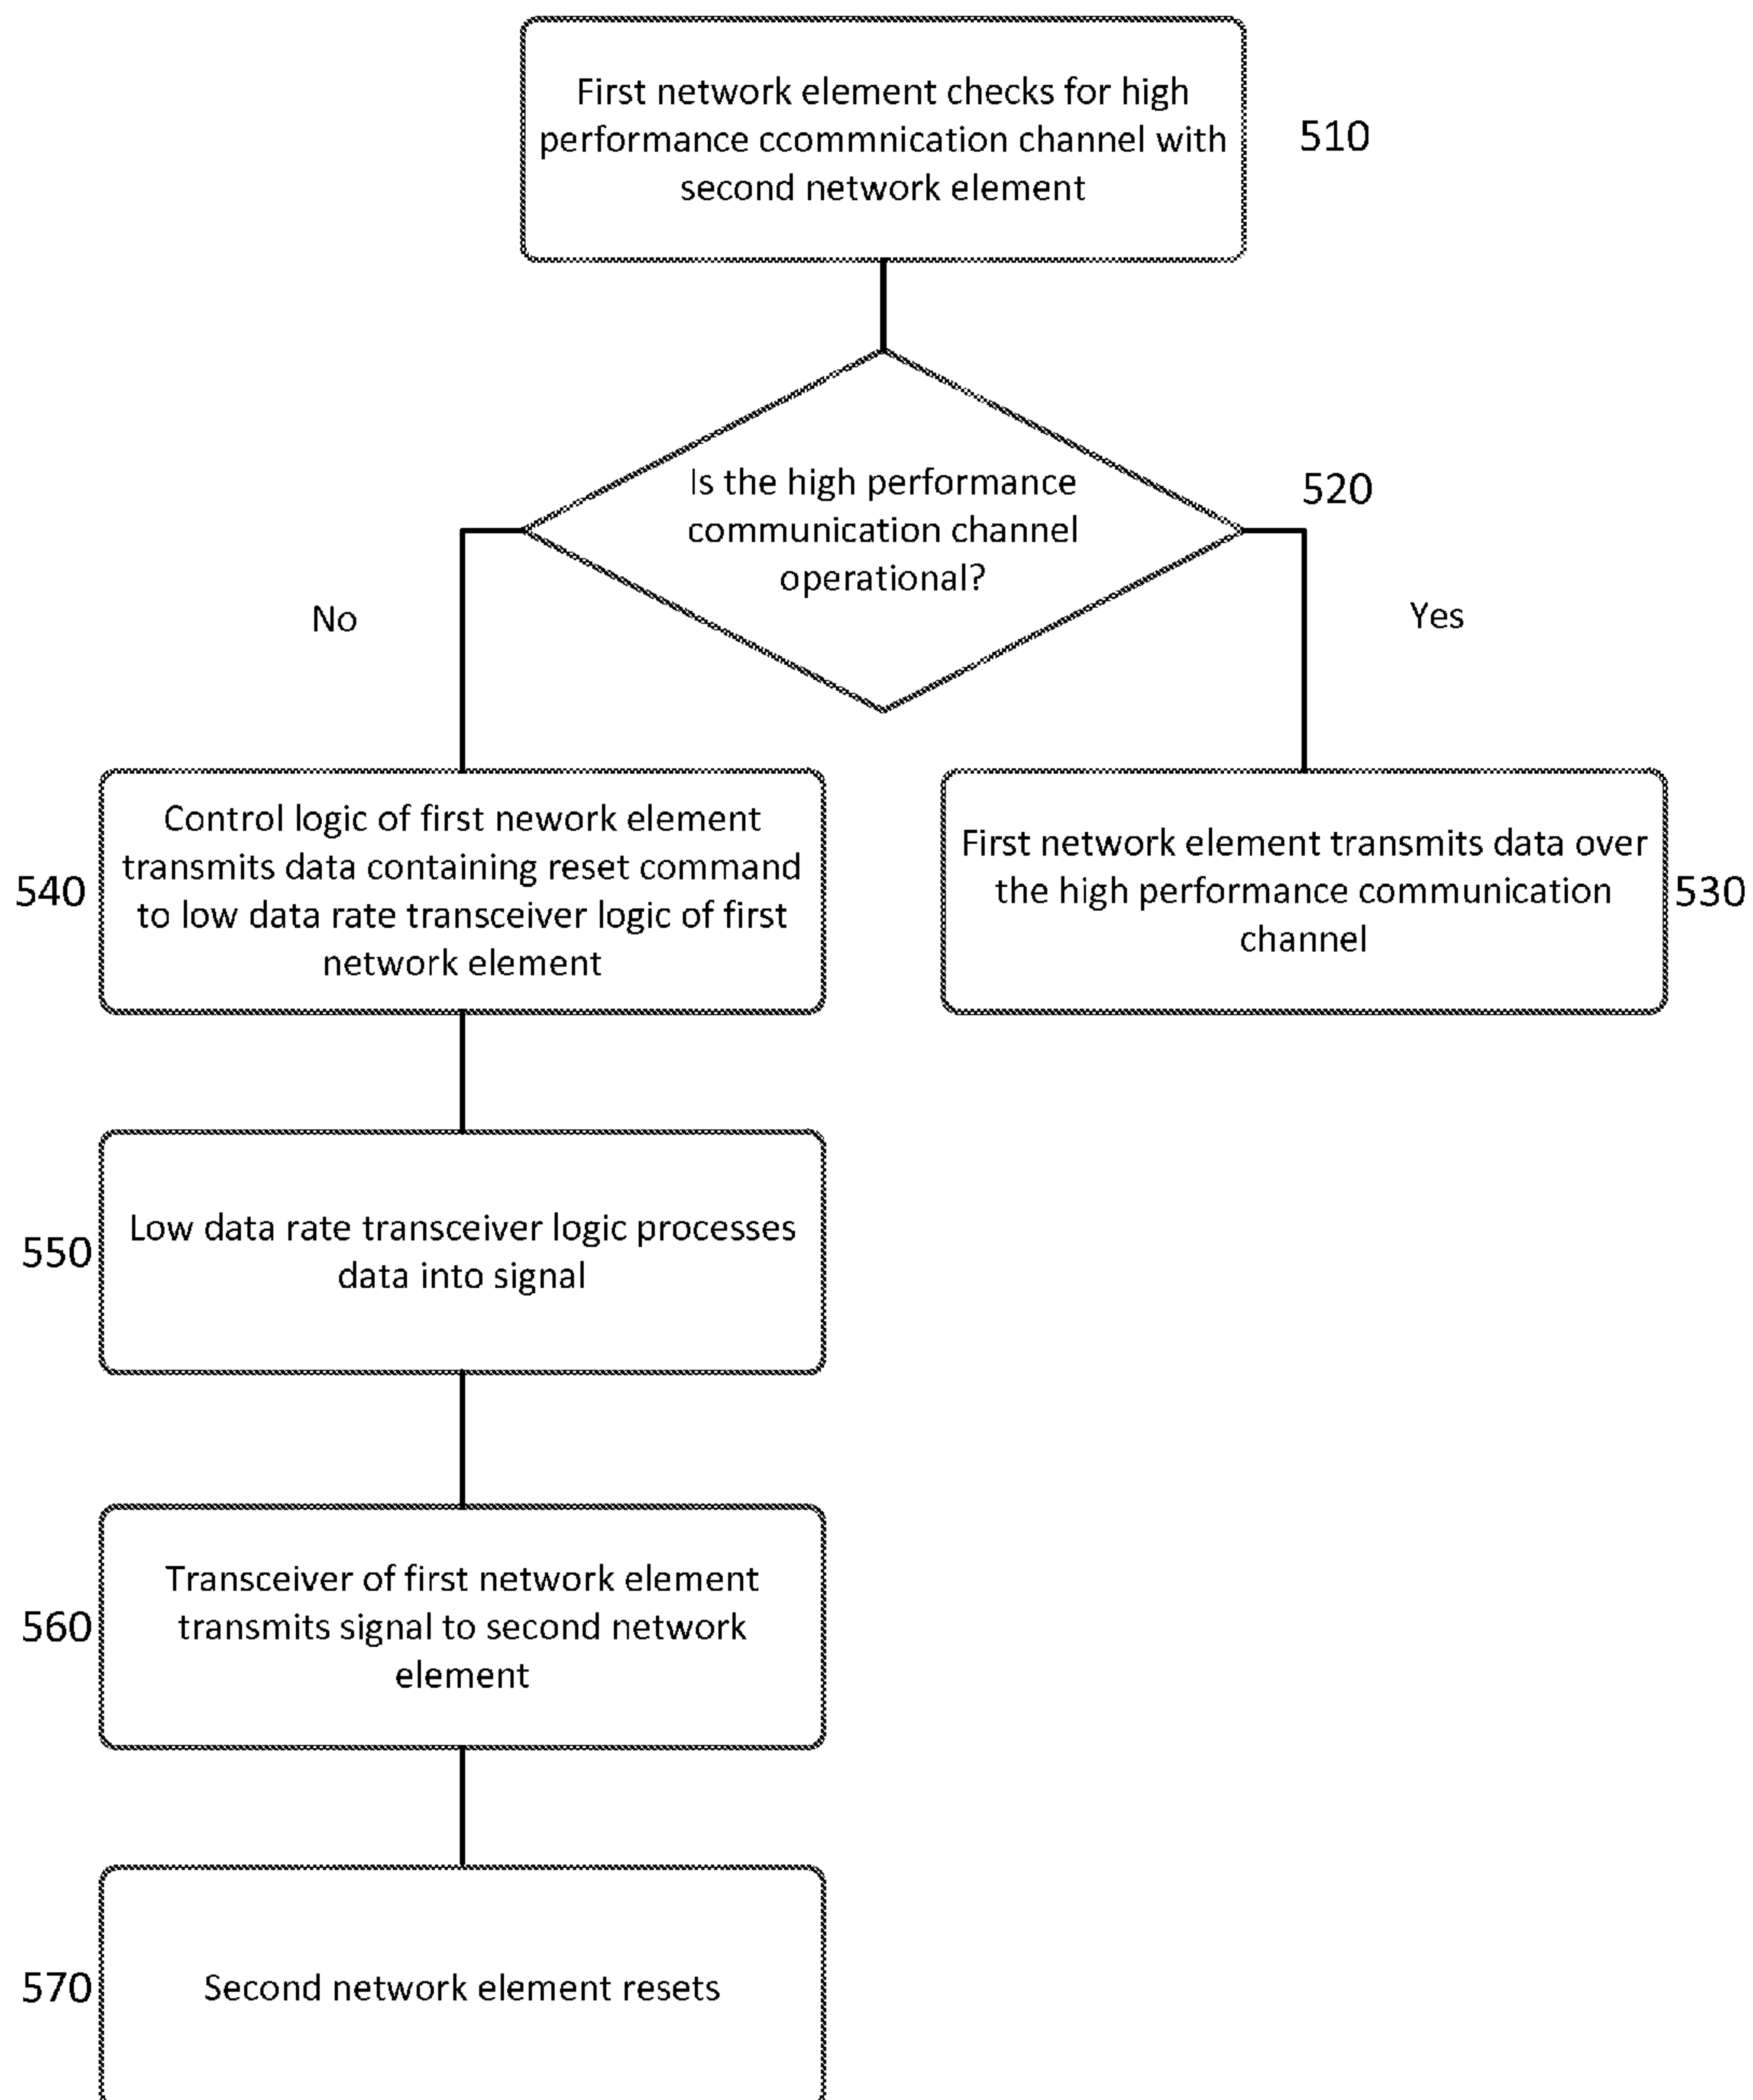 First network element checks for high
performance ccommnication channel with
second network element
510
Is the high performance
communication channel
operational?
520
No
Yes
Control logic of first nework element
transmits data containing reset command
to low data rate transceiver logic of first
network element
540
First network element transmits data over
the high performance communication
channel
530
Low data rate transceiver logic processes
data into signal
550
Transceiver of first network element
transmits signal to second network
element
560
Second network element resets
570